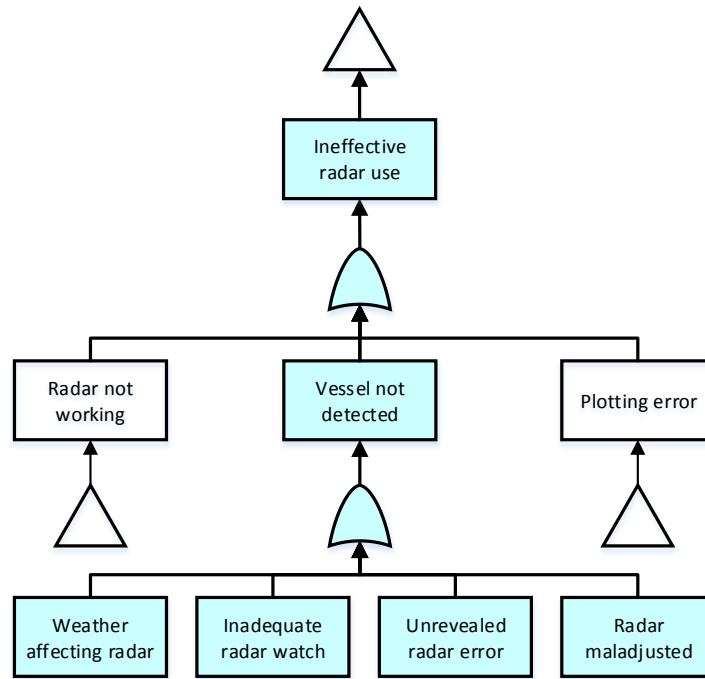 Ineffective
radar use
Radar not
working
Vessel not
detected
Plotting error
Weather
affecting radar
Inadequate
radar watch
Unrevealed
radar error
Radar
maladjusted